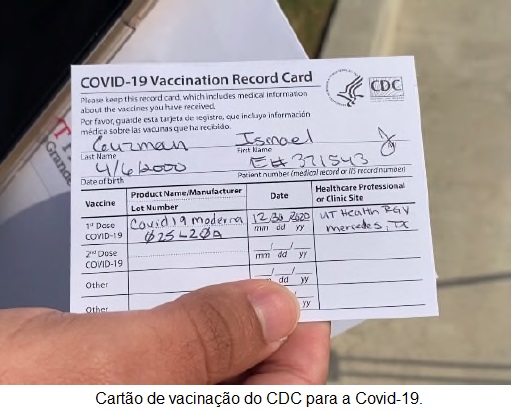 COVID-19 Vaccination Record Card
CDC
Please keep this record card, which includes medical information
about the vaccines you have received.
Por favor, guarde esta tarjeta de registro, que incluye información
médica sobre las vacunas que ha recibido.
Guzman Ismael
Last Name First Name
4/6/2000 E# 371543
Date of birth Patient number (medical record or IIS record number)
Vaccine Product Name/Manufacturer Date Healthcare Professional
Lot Number or Clinic Site
1st Dose Covid19 moderna 12/30/2020 UT Health RGV
COVID-19 025L20A mm dd yy mercedes, TX
2nd Dose
COVID-19 mm dd yy
Other
mm dd yy
Other
yy
Cartão de vacinação do CDC para a Covid-19.